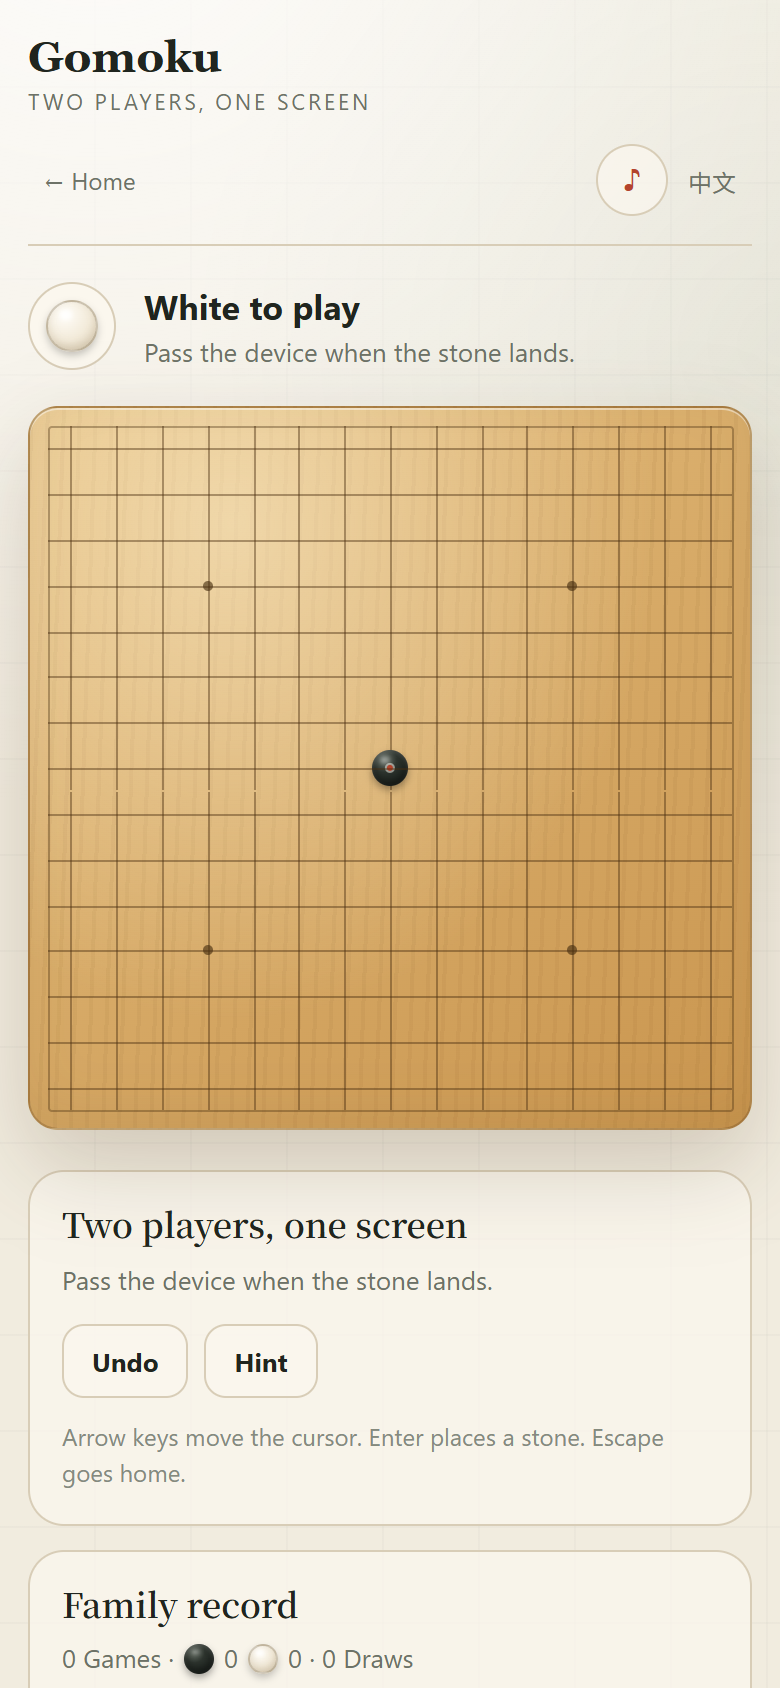 Gomoku
TWO PLAYERS, ONE SCREEN
← Home
♪ 中文
White to play
Pass the device when the stone lands.
Two players, one screen
Pass the device when the stone lands.
Undo Hint
Arrow keys move the cursor. Enter places a stone. Escape
goes home.
Family record
0 Games · 0 0 · 0 Draws